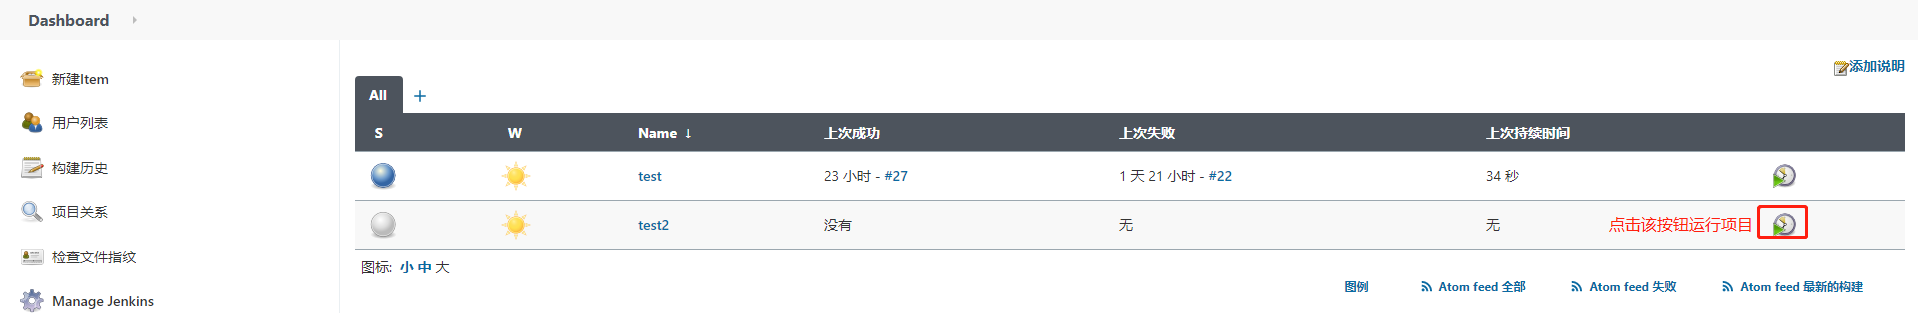 Dashboard
新建Item
用户列表
构建历史
项目关系
检查文件指纹
Manage Jenkins
添加说明
All +
S W Name ↓ 上次成功 上次失败 上次持续时间
test 23 小时 - #27 1 天 21 小时 - #22 34 秒
test2 没有 无 无 点击该按钮运行项目
图标: 小 中 大
图例 Atom feed 全部 Atom feed 失败 Atom feed 最新的构建